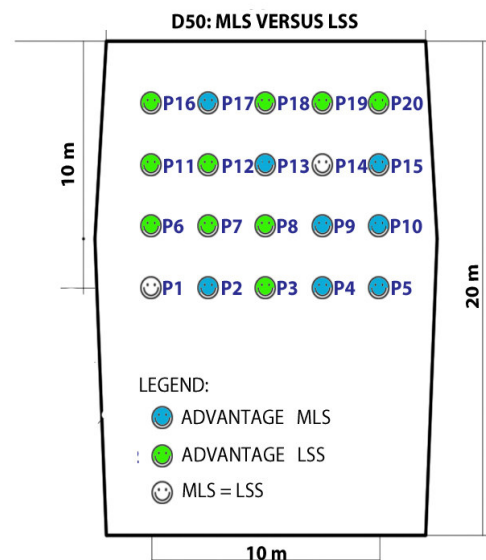 D50: MLS VERSUS LSS
P16 P17 P18 P19 P20
10 m
P11 P12 P13 P14 P15
P6 P7 P8 P9 P10
20 m
P1 P2 P3 P4 P5
LEGEND:
ADVANTAGE MLS
: ADVANTAGE LSS
MLS = LSS
10 m